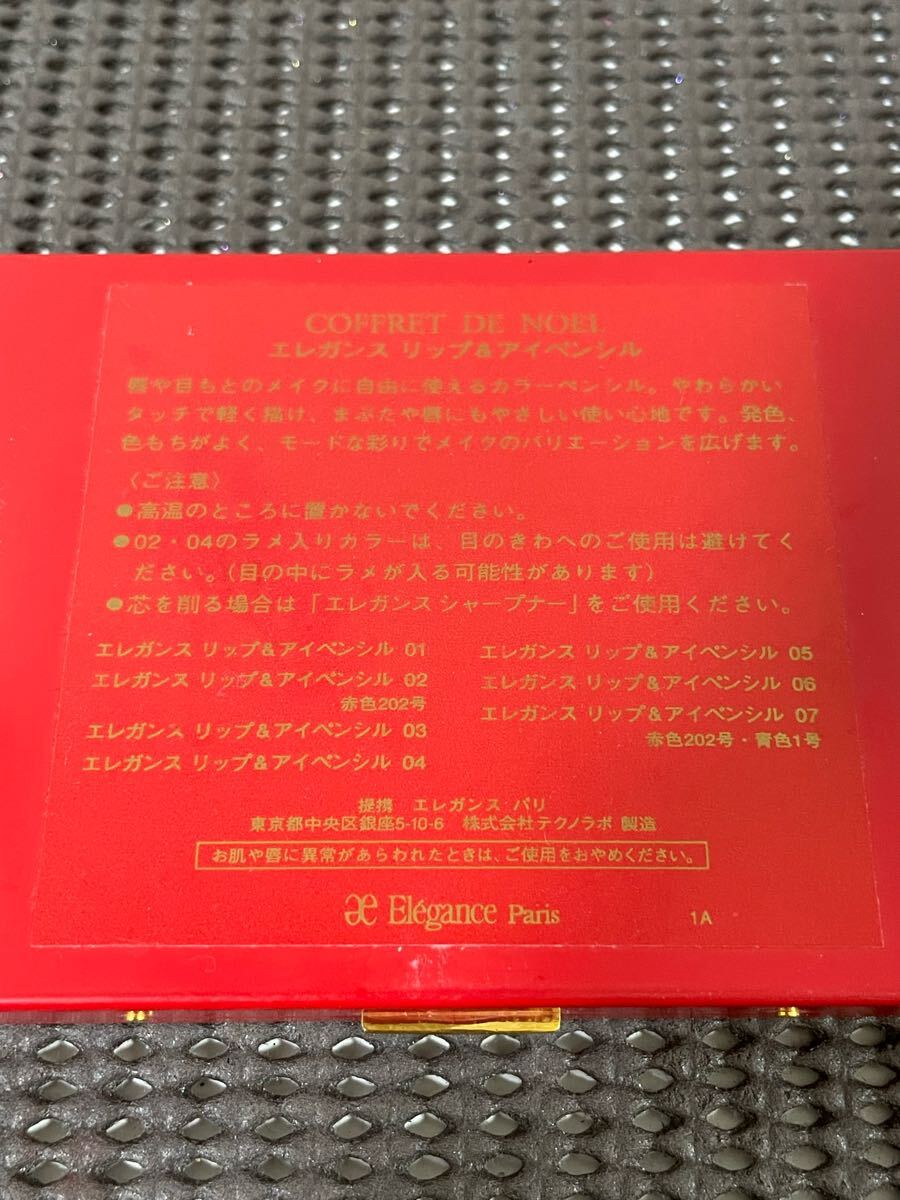 COFFRET DE NOEL
エレガンス リップ&アイペンシル
唇や目もとのメイクに自由に使えるカラーペンシル。やわらかい
タッチで軽く描け、まぶたや唇にもやさしい使い心地です。発色、
色もちがよく、モードな彩りでメイクのバリエーションを広げます。
〈ご注意〉
●高温のところに置かないでください。
●02・04のラメ入りカラーは、目のきわへのご使用は避けてく
ださい。(目の中にラメが入る可能性があります)
●芯を削る場合は「エレガンス シャープナー」をご使用ください。
エレガンス リップ&アイペンシル 01
エレガンス リップ&アイペンシル 02
赤色202号
エレガンス リップ&アイペンシル 03
エレガンス リップ&アイペンシル 04
エレガンス リップ&アイペンシル 05
エレガンス リップ&アイペンシル 06
エレガンス リップ&アイペンシル 07
赤色202号・青色1号
提携 エレガンス パリ
東京都中央区銀座5-10-6 株式会社テクノラボ 製造
お肌や唇に異常があらわれたときは、ご使用をおやめください。
æ Elégance Paris
1A